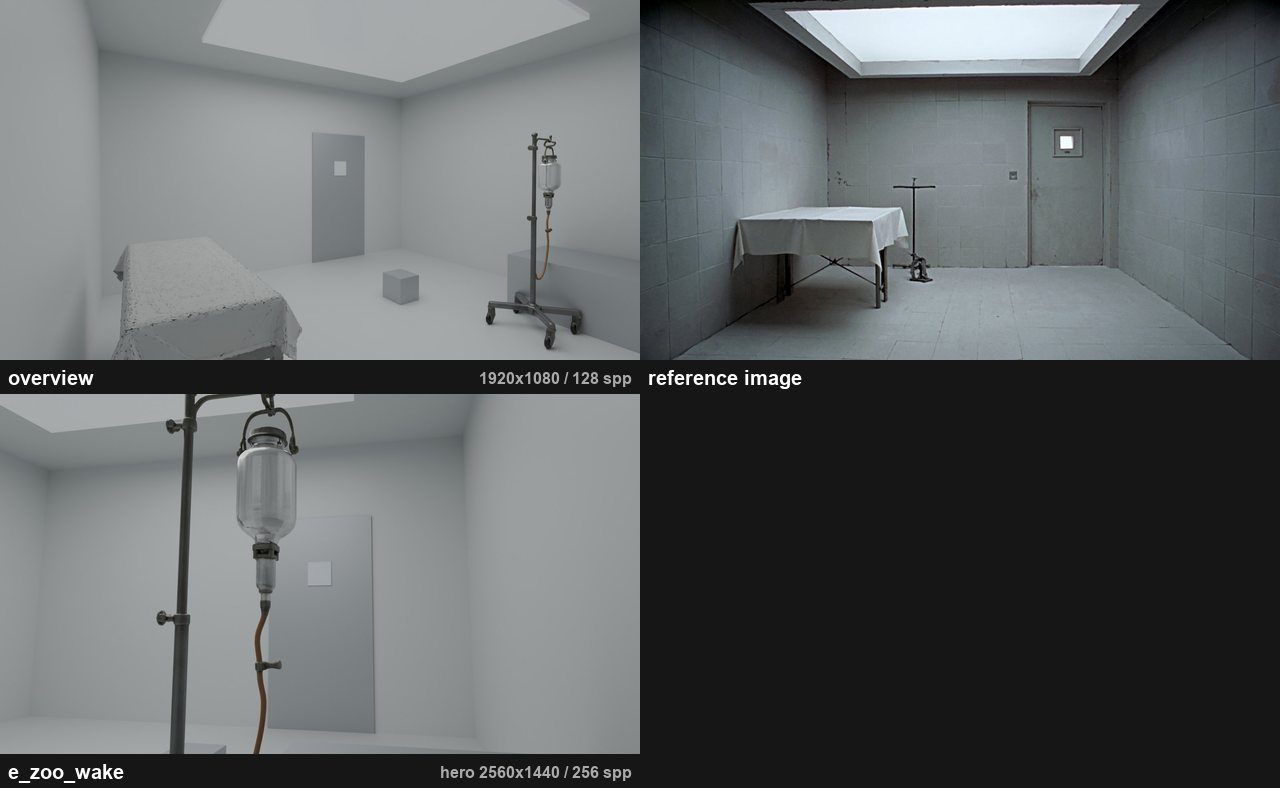 overview
1920x1080 / 128 spp
reference image
e_zoo_wake
hero 2560x1440 / 256 spp